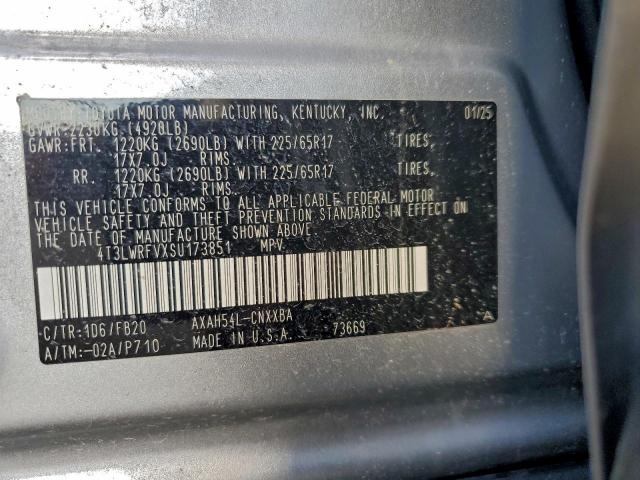 TOYOTA MOTOR MANUFACTURING, KENTUCKY, INC. 01/25
GVWR:2230KG (4920LB)
GAWR:FRT. 1220KG (2690LB) WITH 225/65R17 TIRES,
17X7.0J RIMS.
RR. 1220KG (2690LB) WITH 225/65R17 TIRES,
17X7.0J RIMS.
THIS VEHICLE CONFORMS TO ALL APPLICABLE FEDERAL MOTOR
VEHICLE SAFETY AND THEFT PREVENTION STANDARDS IN EFFECT ON
THE DATE OF MANUFACTURE SHOWN ABOVE.
4T3LWRFVXSU173851 MPV
C/TR:1D6/FB20 AXAH54L-CNXXBA A
A/TM:-02A/P710 MADE IN U.S.A. 73669